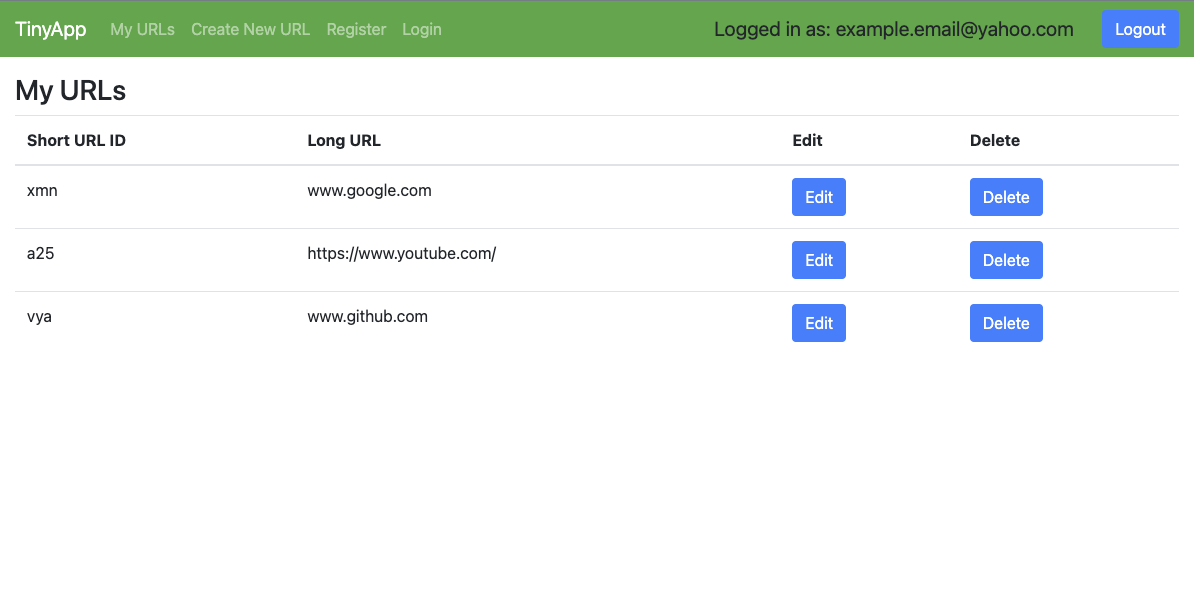 TinyApp My URLs Create New URL Register Login Logged in as: example.email@yahoo.com Logout
My URLs
Short URL ID Long URL Edit Delete
xmn www.google.com Edit Delete
a25 https://www.youtube.com/ Edit Delete
vya www.github.com Edit Delete